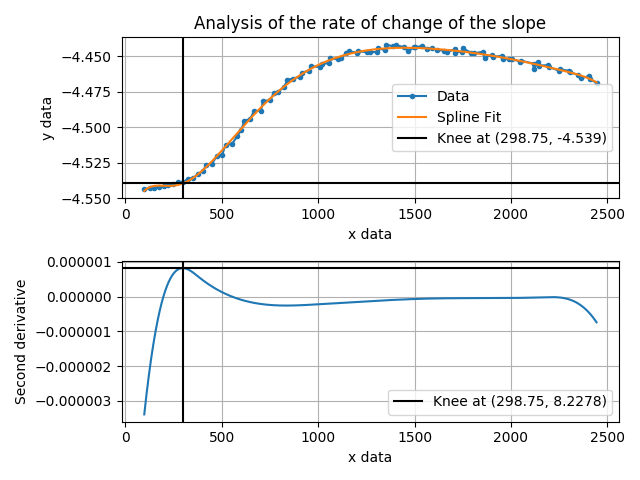 Analysis of the rate of change of the slope
−4.450
−4.475
−4.500
−4.525
−4.550
y data
Data
Spline Fit
Knee at (298.75, -4.539)
0 500 1000 1500 2000 2500
x data
0.000001
0.000000
−0.000001
−0.000002
−0.000003
Second derivative
Knee at (298.75, 8.2278)
0 500 1000 1500 2000 2500
x data